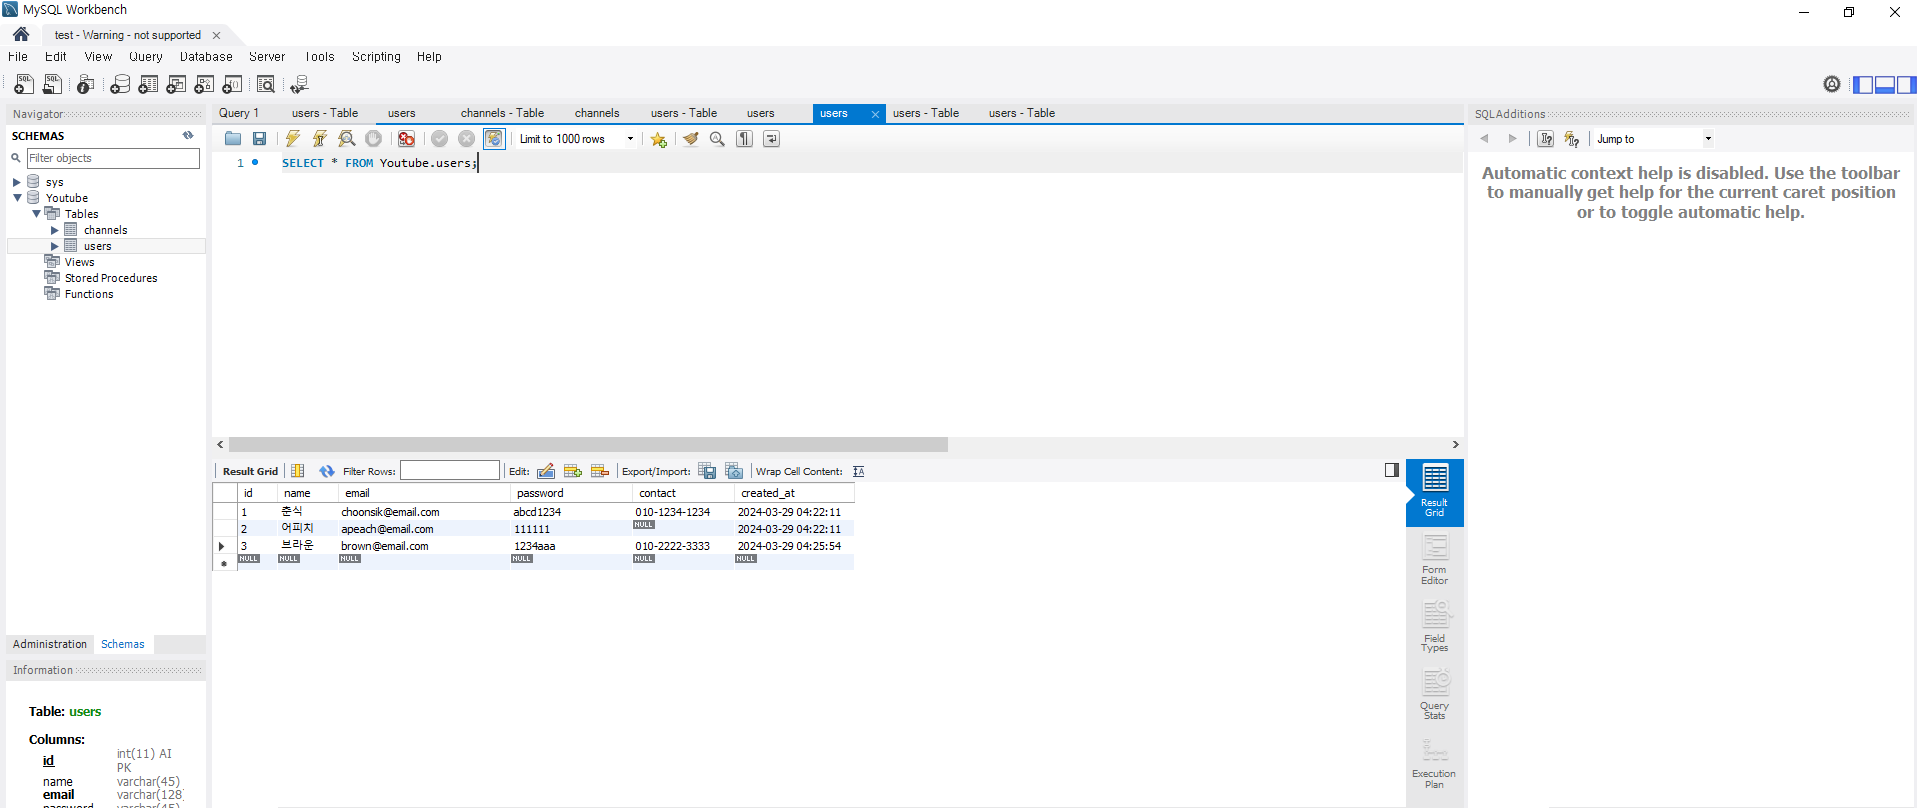 MySQL Workbench
test - Warning - not supported
File Edit View Query Database Server Tools Scripting Help
Navigator
SCHEMAS
Filter objects
sys
Youtube
Tables
channels
users
Views
Stored Procedures
Functions
Administration Schemas
Information
Table: users
Columns:
id int(11) AI
PK
name varchar(45)
email varchar(128)
password varchar(45)
Query 1 users - Table users channels - Table channels users - Table users users users - Table users - Table
Limit to 1000 rows
1 SELECT * FROM Youtube.users;
Result Grid Filter Rows: Edit: Export/Import: Wrap Cell Content:
id name email password contact created_at
1 춘식 choonsik@email.com abcd1234 010-1234-1234 2024-03-29 04:22:11
2 어피치 apeach@email.com 111111 NULL 2024-03-29 04:22:11
3 브라운 brown@email.com 1234aaa 010-2222-3333 2024-03-29 04:25:54
NULL NULL NULL NULL NULL NULL
Result
Grid
Form
Editor
Field
Types
Query
Stats
Execution
Plan
SQLAdditions
Jump to
Automatic context help is disabled. Use the toolbar
to manually get help for the current caret position
or to toggle automatic help.